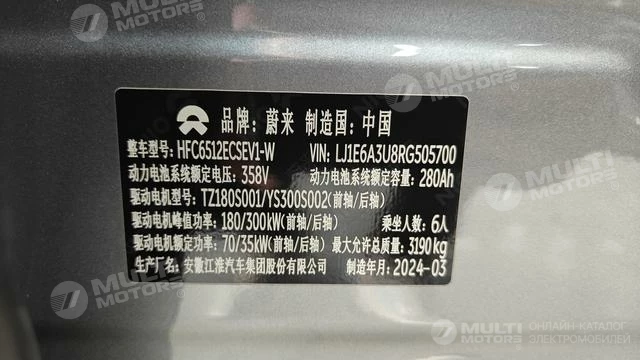 品牌: 蔚来 制造国: 中国
整车型号: HFC6512ECSEV1-W VIN: LJ1E6A3U8RG505700
动力电池系统额定电压: 358V 动力电池系统额定容量: 280Ah
驱动电机型号: TZ180S001/YS300S002(前轴/后轴)
驱动电机峰值功率: 180/300kW(前轴/后轴) 乘坐人数: 6人
驱动电机额定功率: 70/35kW(前轴/后轴) 最大允许总质量: 3190kg
生产厂名: 安徽江淮汽车集团股份有限公司 制造年月: 2024-03
MULTI MOTORS
MULTI MOTORS
MULTI MOTORS
MULTI MOTORS
ОНЛАЙН-КАТАЛОГ ЭЛЕКТРОМОБИЛЕЙ